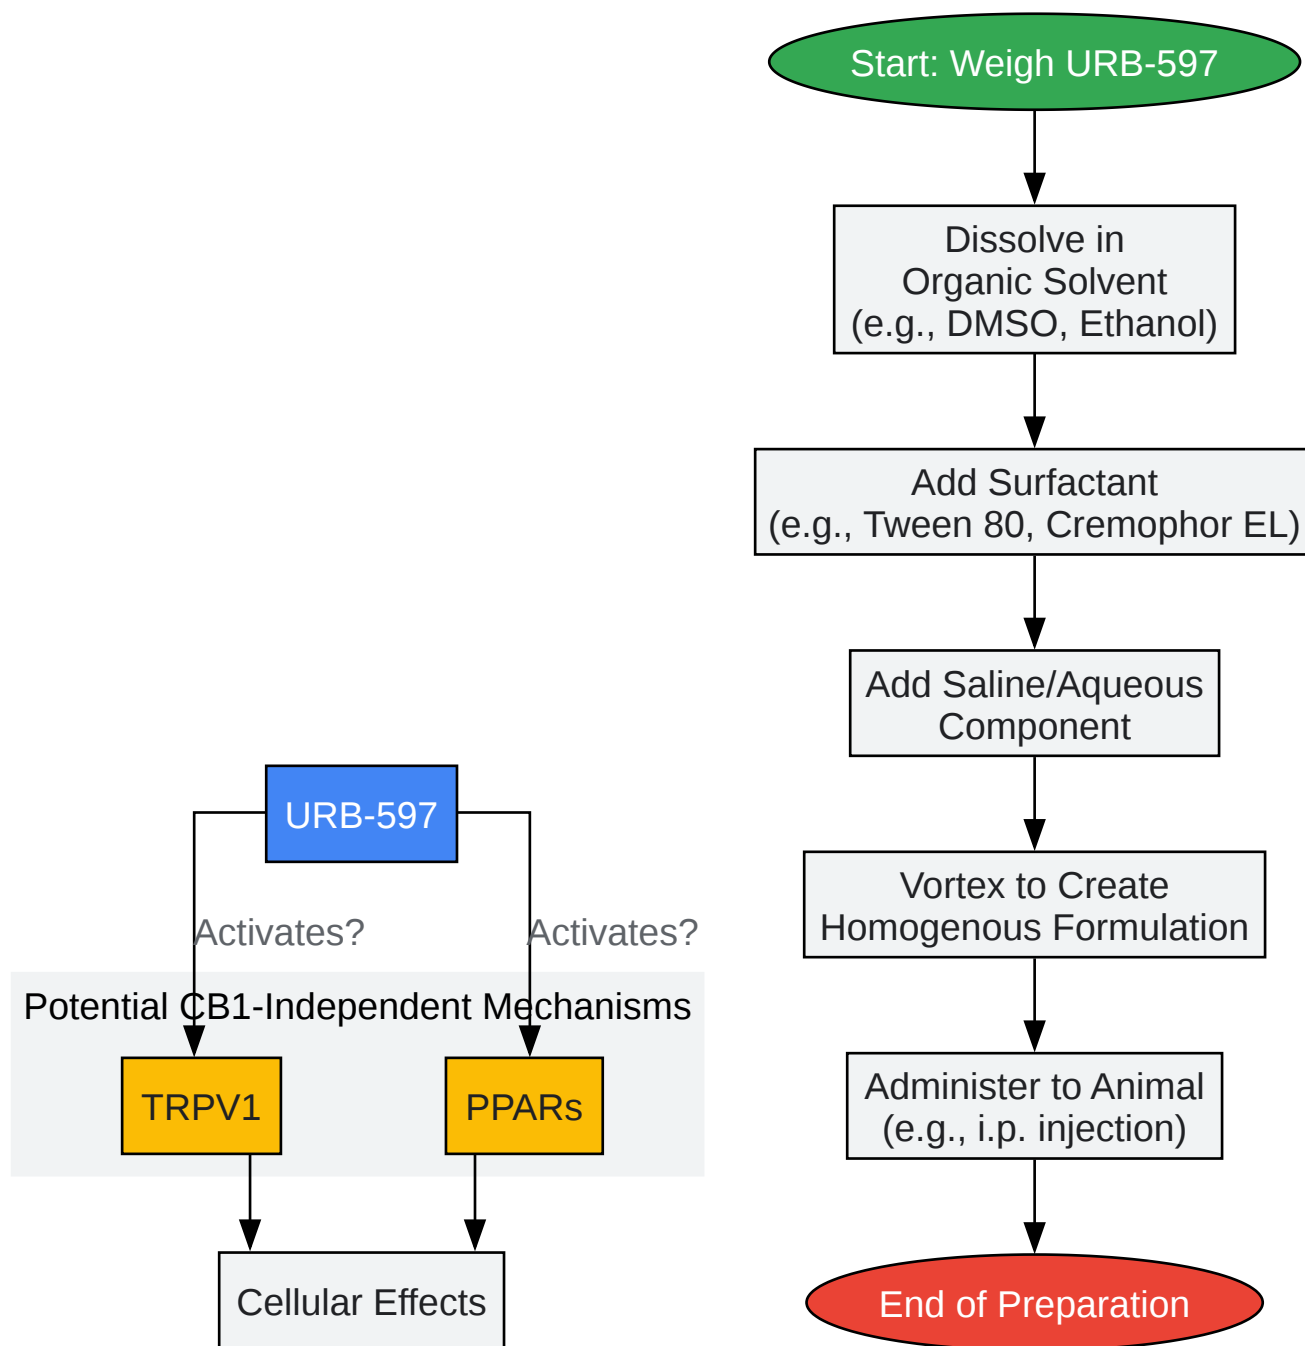 Start: Weigh URB-597
Dissolve in
Organic Solvent
(e.g., DMSO, Ethanol)
Add Surfactant
(e.g., Tween 80, Cremophor EL)
Add Saline/Aqueous
Component
Vortex to Create
Homogenous Formulation
Administer to Animal
(e.g., i.p. injection)
End of Preparation
URB-597
Activates?
Activates?
Potential CB1-Independent Mechanisms
TRPV1
PPARs
Cellular Effects